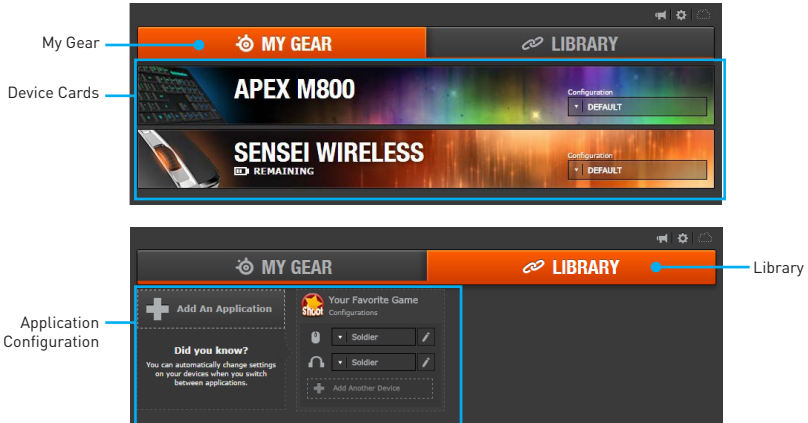 My Gear
MY GEAR
LIBRARY
Device Cards
APEX M800
Configuration
DEFAULT
SENSEI WIRELESS
REMAINING
Configuration
DEFAULT
MY GEAR
LIBRARY
Library
Application
Configuration
Add An Application
Did you know?
You can automatically change settings
on your devices when you switch
between applications.
Shoot
Your Favorite Game
Configurations
Soldier
Soldier
Add Another Device